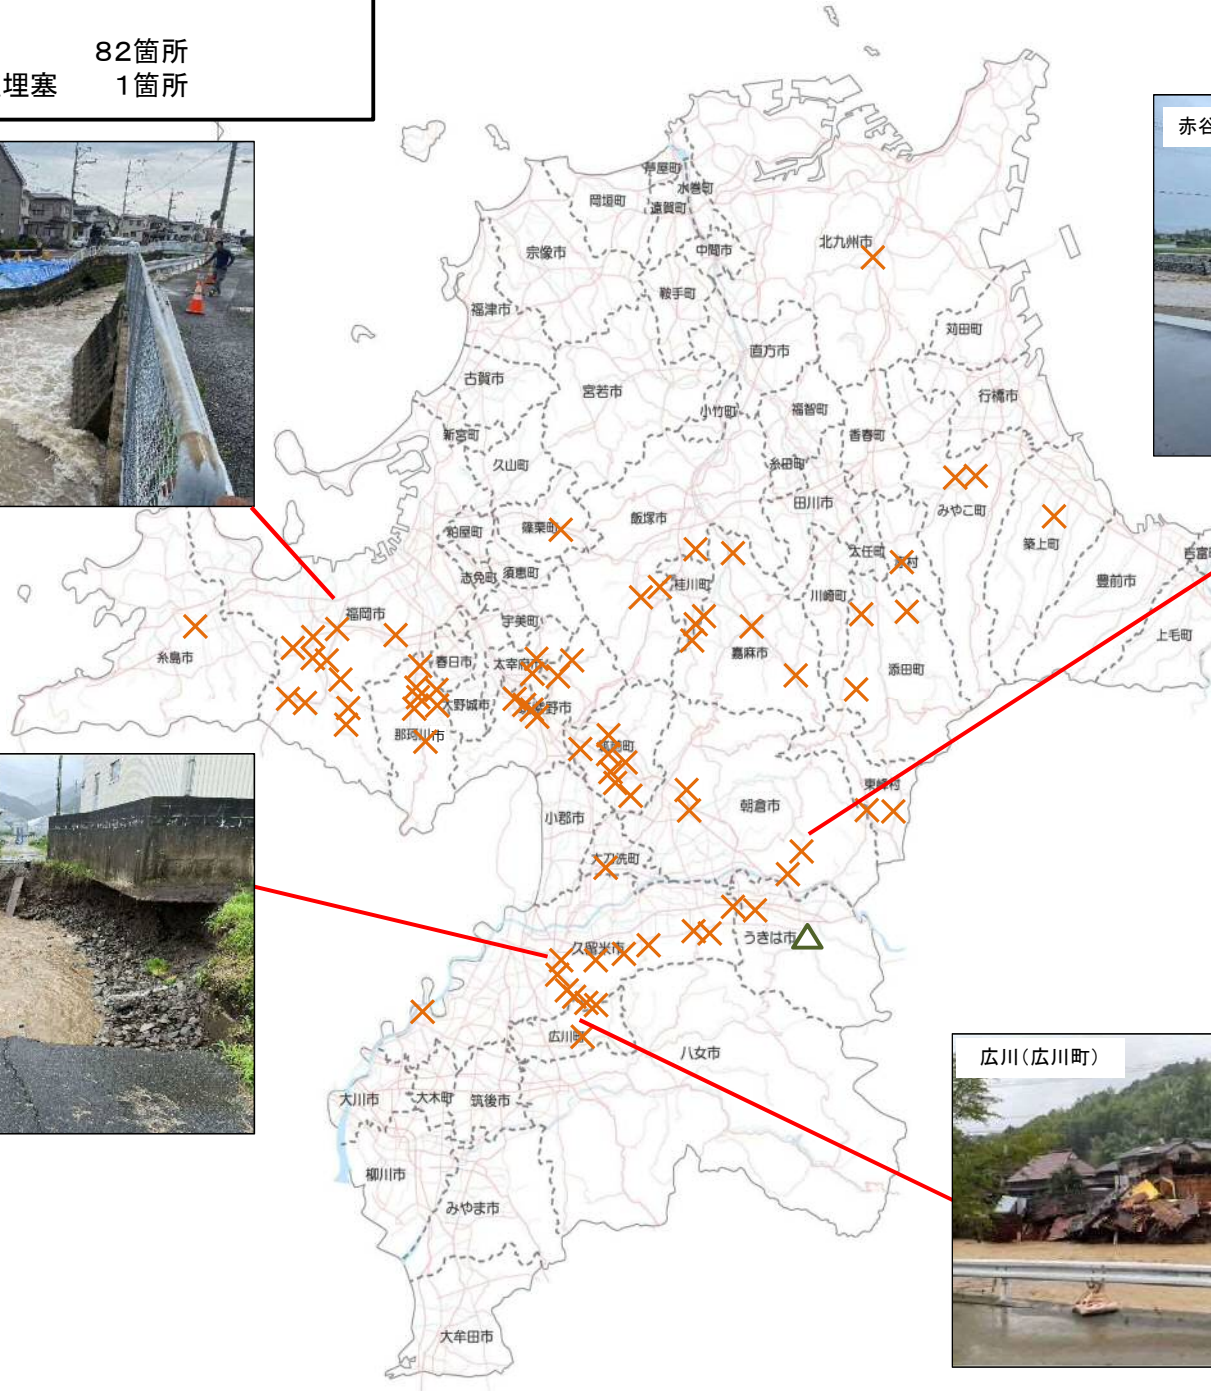 82箇所
埋塞 1箇所
赤谷
芦屋町
水巻町
岡垣町
遠賀町
北九州市
中間市
宗像市
鞍手町
福津市
苅田町
直方市
古賀市
宮若市
行橋市
小竹町
福智町
新宮町
香春町
久山町
糸田町
田川市
みやこ町
飯塚市
篠栗町
粕屋町
築上町
大任町
村
吉富
志免町
須恵町
豊前市
桂川町
川崎町
福岡市
宇美町
上毛町
嘉麻市
糸島市
春日市
太宰府市
添田町
大野城市
野市
那珂川市
東峰村
朝倉市
小郡市
大刀洗町
うきは市
久留米市
広川町
八女市
広川(広川町)
大川市
大木町
筑後市
柳川市
みやま市
大牟田市